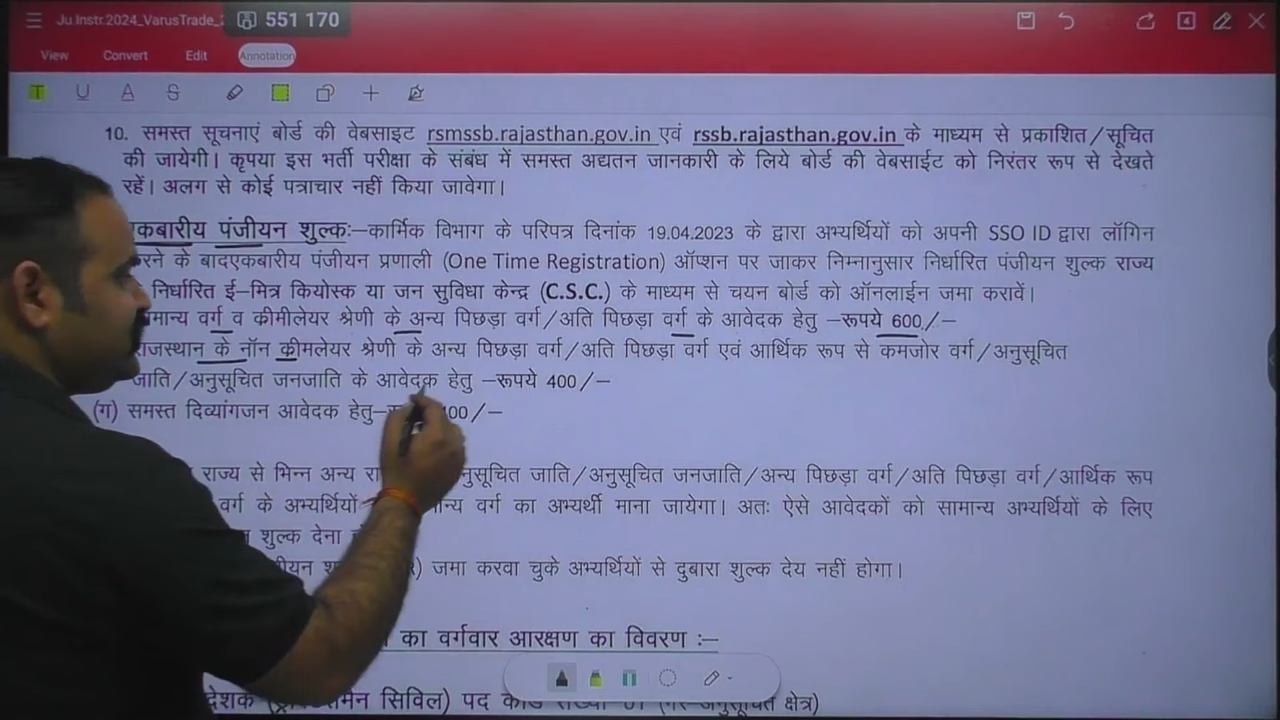 Ju.Instr.2024_VarusTrade_
551 170
4
View Convert Edit Annotation
T U A S
10. समस्त सूचनाएं बोर्ड की वेबसाइट rsmssb.rajasthan.gov.in एवं rssb.rajasthan.gov.in के माध्यम से प्रकाशित/सूचित
की जायेगी। कृपया इस भर्ती परीक्षा के संबंध में समस्त अद्यतन जानकारी के लिये बोर्ड की वेबसाईट को निरंतर रूप से देखते
रहें। अलग से कोई पत्राचार नहीं किया जावेगा।
एकबारीय पंजीयन शुल्कः–कार्मिक विभाग के परिपत्र दिनांक 19.04.2023 के द्वारा अभ्यर्थियों को अपनी SSO ID द्वारा लॉगिन
करने के बादएकबारीय पंजीयन प्रणाली (One Time Registration) ऑप्शन पर जाकर निम्नानुसार निर्धारित पंजीयन शुल्क राज्य
निर्धारित ई–मित्र कियोस्क या जन सुविधा केन्द्र (C.S.C.) के माध्यम से चयन बोर्ड को ऑनलाईन जमा करावें।
सामान्य वर्ग व क्रीमीलेयर श्रेणी के अन्य पिछड़ा वर्ग/अति पिछड़ा वर्ग के आवेदक हेतु –रूपये 600/–
राजस्थान के नॉन क्रीमलेयर श्रेणी के अन्य पिछड़ा वर्ग/अति पिछड़ा वर्ग एवं आर्थिक रूप से कमजोर वर्ग/अनुसूचित
जाति/अनुसूचित जनजाति के आवेदक हेतु –रूपये 400/–
(ग) समस्त दिव्यांगजन आवेदक हेतु– 400/–
राज्य से भिन्न अन्य अनुसूचित जाति/अनुसूचित जनजाति/अन्य पिछड़ा वर्ग/अति पिछड़ा वर्ग/आर्थिक रूप
वर्ग के अभ्यर्थियों सामान्य वर्ग का अभ्यर्थी माना जायेगा। अतः ऐसे आवेदकों को सामान्य अभ्यर्थियों के लिए
शुल्क देना
जमा करवा चुके अभ्यर्थियों से दुबारा शुल्क देय नहीं होगा।
का वर्गवार आरक्षण का विवरण :–
सिविल) पद कोड क्षेत्र)